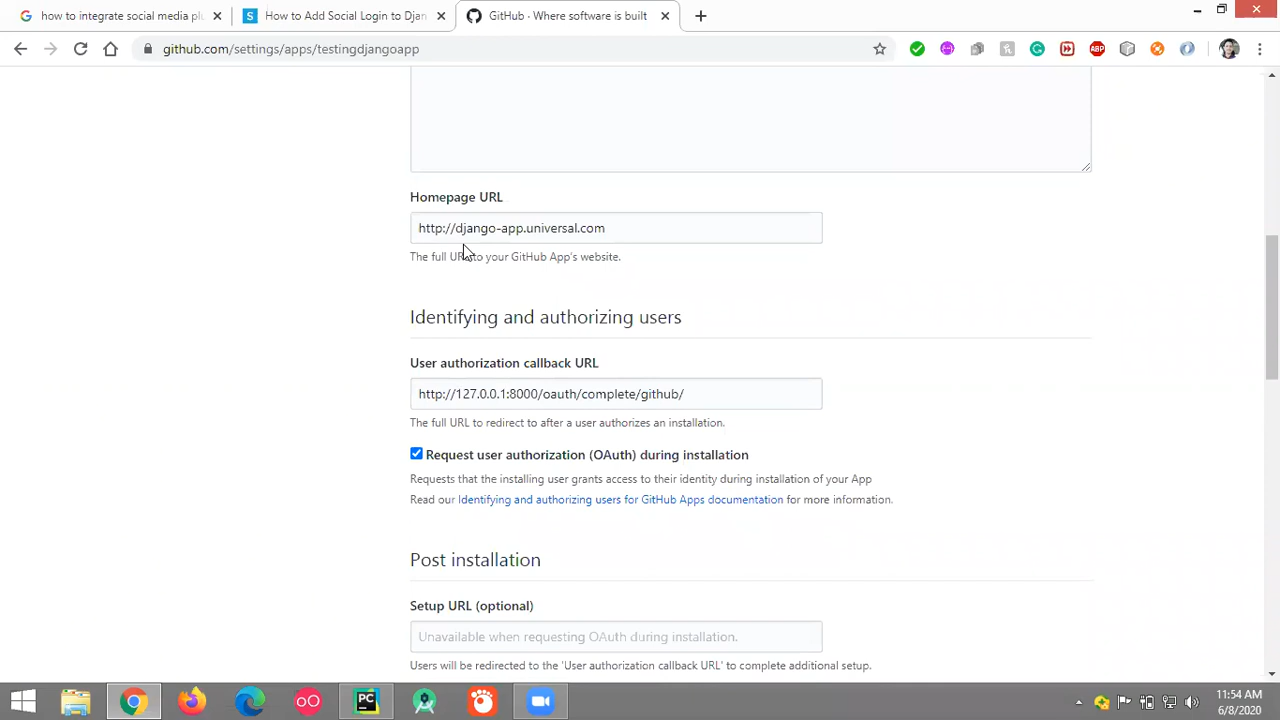 how to integrate social media plu
How to Add Social Login to Djan
GitHub · Where software is built
github.com/settings/apps/testingdjangoapp
ABP
Homepage URL
http://django-app.universal.com
The full URL to your GitHub App's website.
Identifying and authorizing users
User authorization callback URL
http://127.0.0.1:8000/oauth/complete/github/
The full URL to redirect to after a user authorizes an installation.
Request user authorization (OAuth) during installation
Requests that the installing user grants access to their identity during installation of your App
Read our Identifying and authorizing users for GitHub Apps documentation for more information.
Post installation
Setup URL (optional)
Unavailable when requesting OAuth during installation.
Users will be redirected to the 'User authorization callback URL' to complete additional setup.
11:54 AM
6/8/2020